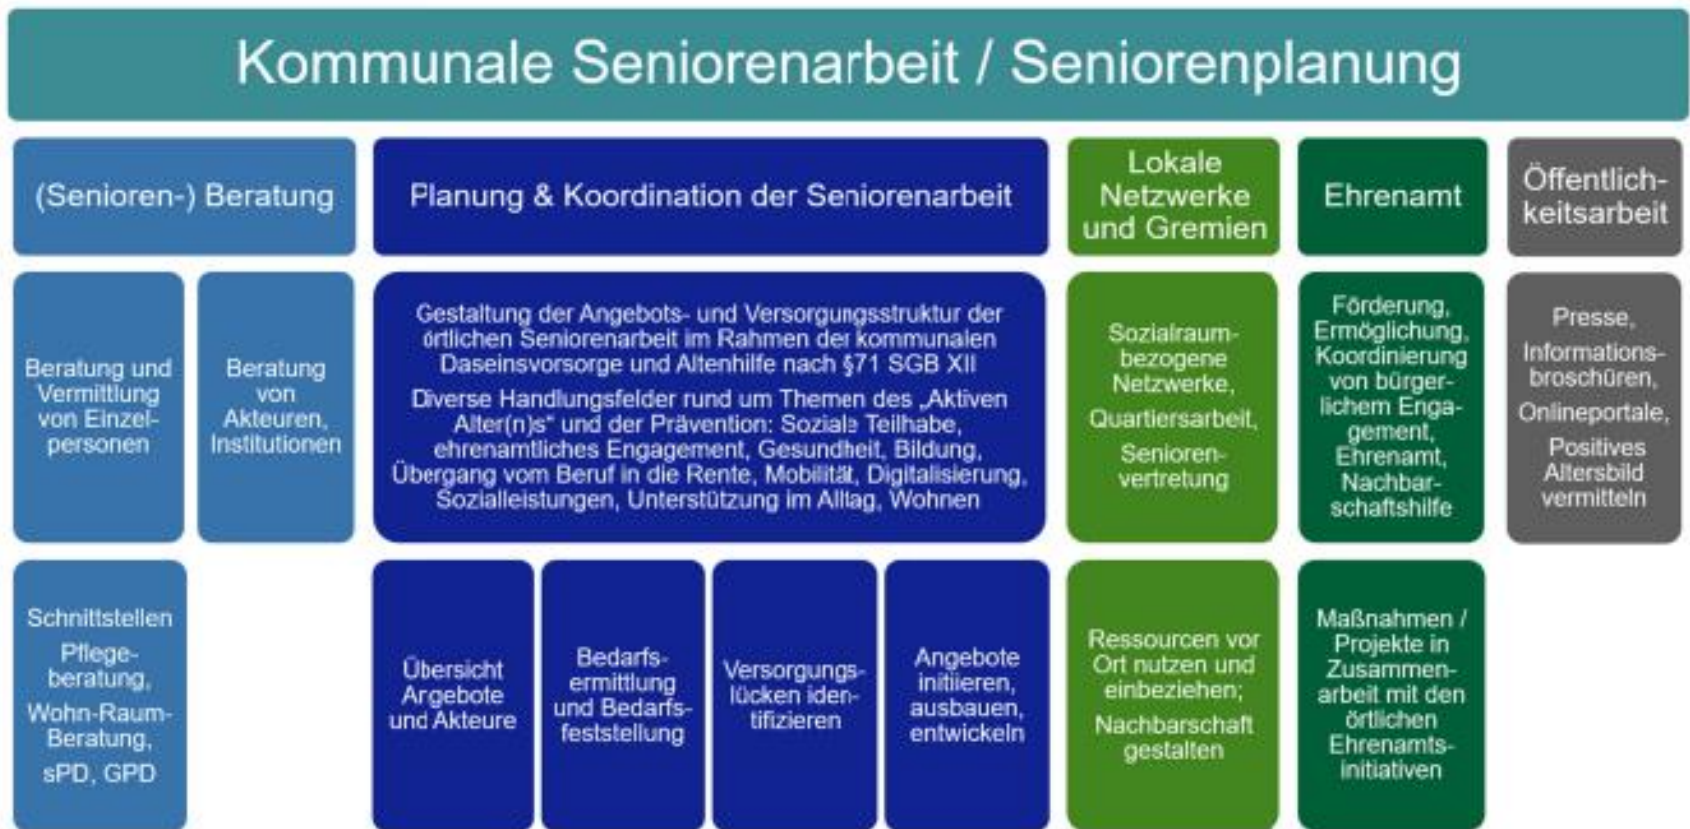 Kommunale Seniorenarbeit / Seniorenplanung
(Senioren-) Beratung
Planung & Koordination der Seniorenarbeit
Lokale
Netzwerke
und Gremien
Ehrenamt
Öffentlich-
keitsarbeit
Beratung und
Vermittlung
von Einzel-
personen
Beratung
von
Akteuren,
Institutionen
Gestaltung der Angebots- und Versorgungsstruktur der
örtlichen Seniorenarbeit im Rahmen der kommunalen
Daseinsvorsorge und Altenhilfe nach §71 SGB XII
Diverse Handlungsfelder rund um Themen des „Aktiven
Alter(n)s“ und der Prävention: Soziale Teilhabe,
ehrenamtliches Engagement, Gesundheit, Bildung,
Übergang vom Beruf in die Rente, Mobilität, Digitalisierung,
Sozialleistungen, Unterstützung im Alltag, Wohnen
Sozialraum-
bezogene
Netzwerke,
Quartiersarbeit,
Senioren-
vertretung
Förderung,
Ermöglichung,
Koordinierung
von bürger-
lichem Enga-
gement,
Ehrenamt,
Nachbar-
schaftshilfe
Presse,
Informations-
broschüren,
Onlineportale,
Positives
Altersbild
vermitteln
Schnittstellen
Pflege-
beratung,
Wohn-Raum-
Beratung,
sPD, GPD
Übersicht
Argebote
und Akteure
Bedarfs-
ermittlung
und Bedarfs-
feststellung
Versorgungs-
lücken iden-
tifizieren
Angebote
initiieren,
ausbauen,
entwickeln
Ressourcen vor
Ort nutzen und
einbeziehen;
Nachbarschaft
gestalten
Maßnahmen /
Projekte in
Zusammen-
arbeit mit den
örtlichen
Ehrenamts-
initiativen